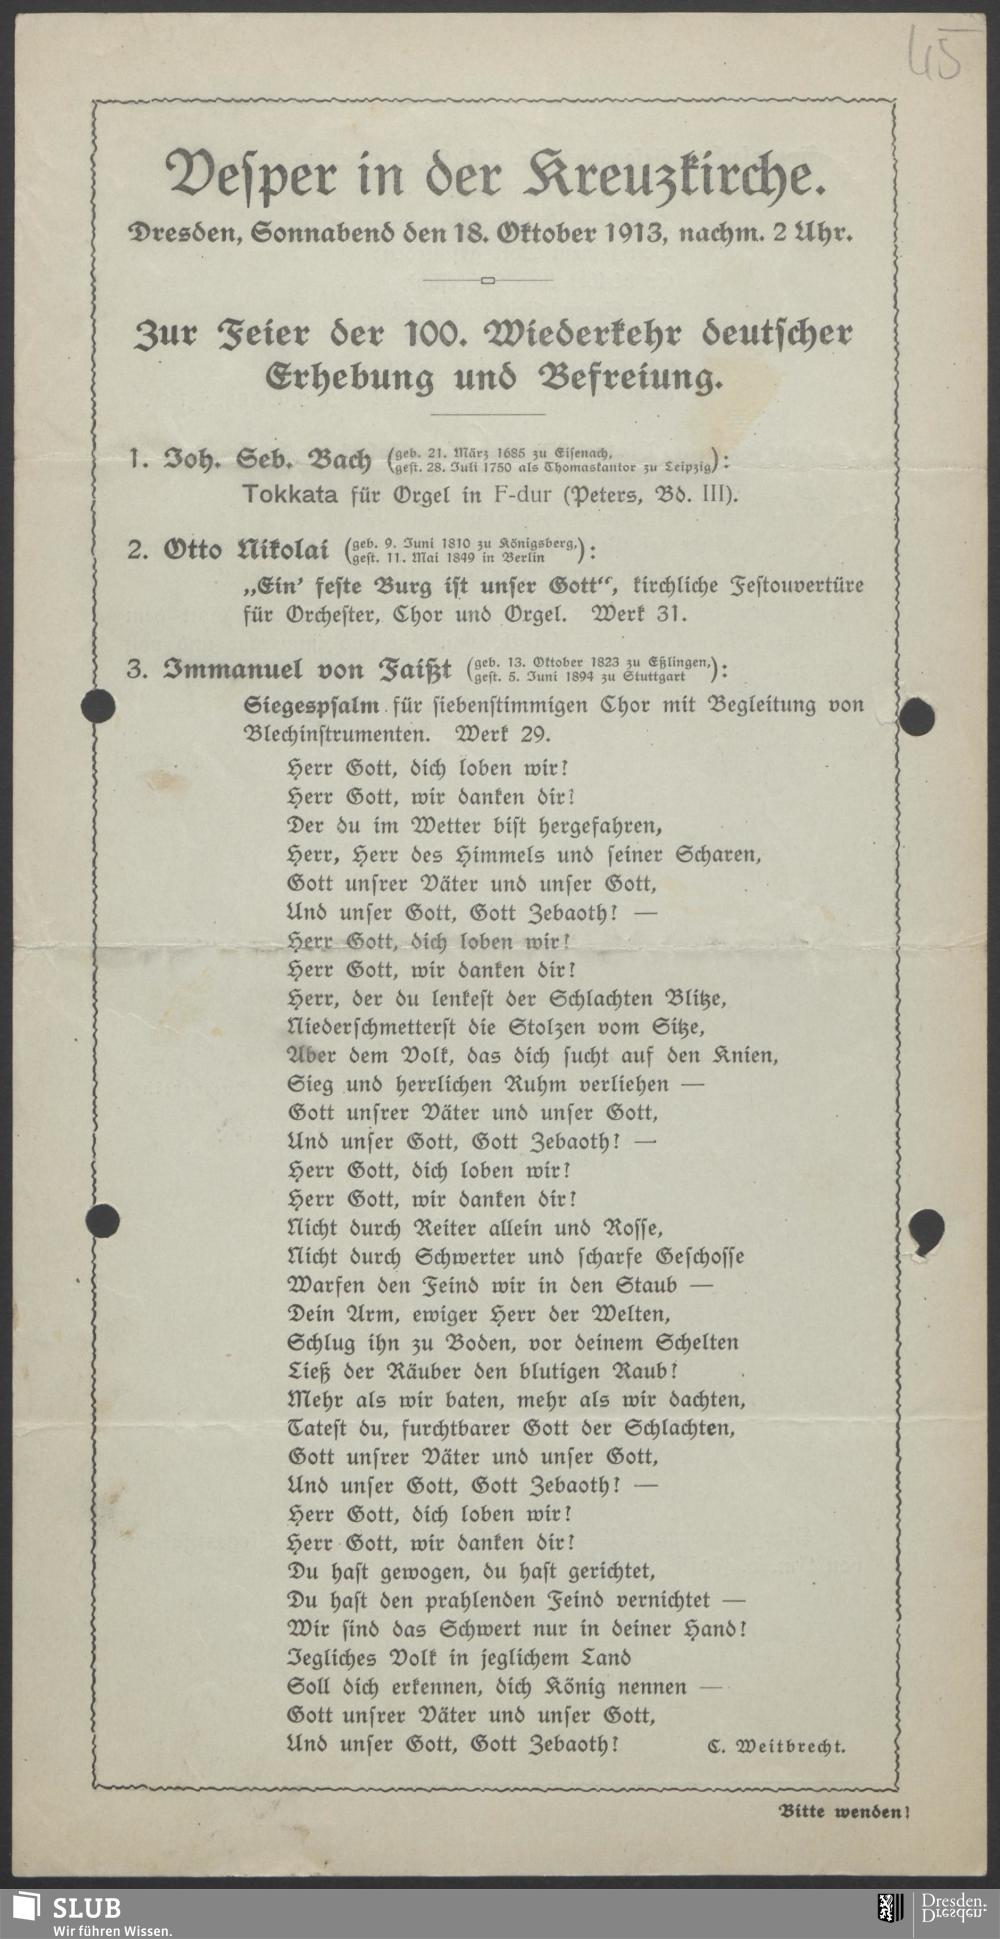 45
Vesper in der Kreuzkirche.
Dresden, Sonnabend den 18. Oktober 1913, nachm. 2 Uhr.
Zur Feier der 100. Wiederkehr deutscher
Erhebung und Befreiung.
1. Joh. Seb. Bach (geb. 21. März 1685 zu Eisenach,
gest. 28. Juli 1750 als Thomaskantor zu Leipzig):
Tokkata für Orgel in F-dur (Peters, Bd. III).
2. Otto Nikolai (geb. 9. Juni 1810 zu Königsberg,
gest. 11. Mai 1849 in Berlin):
„Ein' feste Burg ist unser Gott“, kirchliche Festouvertüre
für Orchester, Chor und Orgel. Werk 31.
3. Immanuel von Faißt (geb. 13. Oktober 1823 zu Eßlingen,
gest. 5. Juni 1894 zu Stuttgart):
Siegespsalm für siebenstimmigen Chor mit Begleitung von
Blechinstrumenten. Werk 29.
Herr Gott, dich loben wir!
Herr Gott, wir danken dir!
Der du im Wetter bist hergefahren,
Herr, Herr des Himmels und seiner Scharen,
Gott unsrer Väter und unser Gott,
Und unser Gott, Gott Zebaoth! —
Herr Gott, dich loben wir!
Herr Gott, wir danken dir!
Herr, der du lenkest der Schlachten Blitze,
Niederschmetterst die Stolzen vom Sitze,
Aber dem Volk, das dich sucht auf den Knien,
Sieg und herrlichen Ruhm verliehen —
Gott unsrer Väter und unser Gott,
Und unser Gott, Gott Zebaoth! —
Herr Gott, dich loben wir!
Herr Gott, wir danken dir!
Nicht durch Reiter allein und Rosse,
Nicht durch Schwerter und scharfe Geschosse
Warfen den Feind wir in den Staub —
Dein Arm, ewiger Herr der Welten,
Schlug ihn zu Boden, vor deinem Schelten
Ließ der Räuber den blutigen Raub!
Mehr als wir baten, mehr als wir dachten,
Tatest du, furchtbarer Gott der Schlachten,
Gott unsrer Väter und unser Gott,
Und unser Gott, Gott Zebaoth! —
Herr Gott, dich loben wir!
Herr Gott, wir danken dir!
Du hast gewogen, du hast gerichtet,
Du hast den prahlenden Feind vernichtet —
Wir sind das Schwert nur in deiner Hand!
Jegliches Volk in jeglichem Land
Soll dich erkennen, dich König nennen —
Gott unsrer Väter und unser Gott,
Und unser Gott, Gott Zebaoth! C. Weitbrecht.
Bitte wenden!
SLUB
Wir führen Wissen.
Dresden.
Dresden.